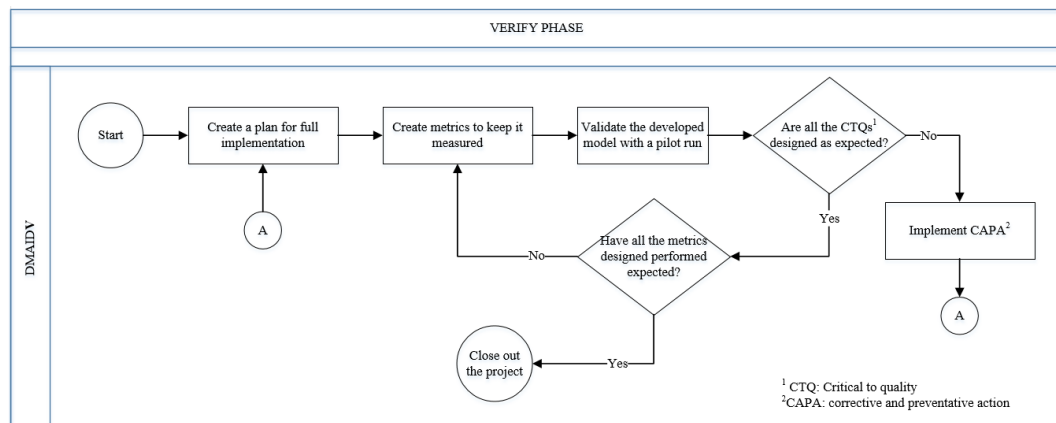 VERIFY PHASE
DMAIDV
Start
Create a plan for full
implementation
Create metrics to keep it
measured
Validate the developed
model with a pilot run
Are all the CTQs¹
designed as expected?
No
Yes
Implement CAPA²
A
A
Have all the metrics
designed performed
expected?
No
Yes
Close out
the project
¹ CTQ: Critical to quality
²CAPA: corrective and preventative action